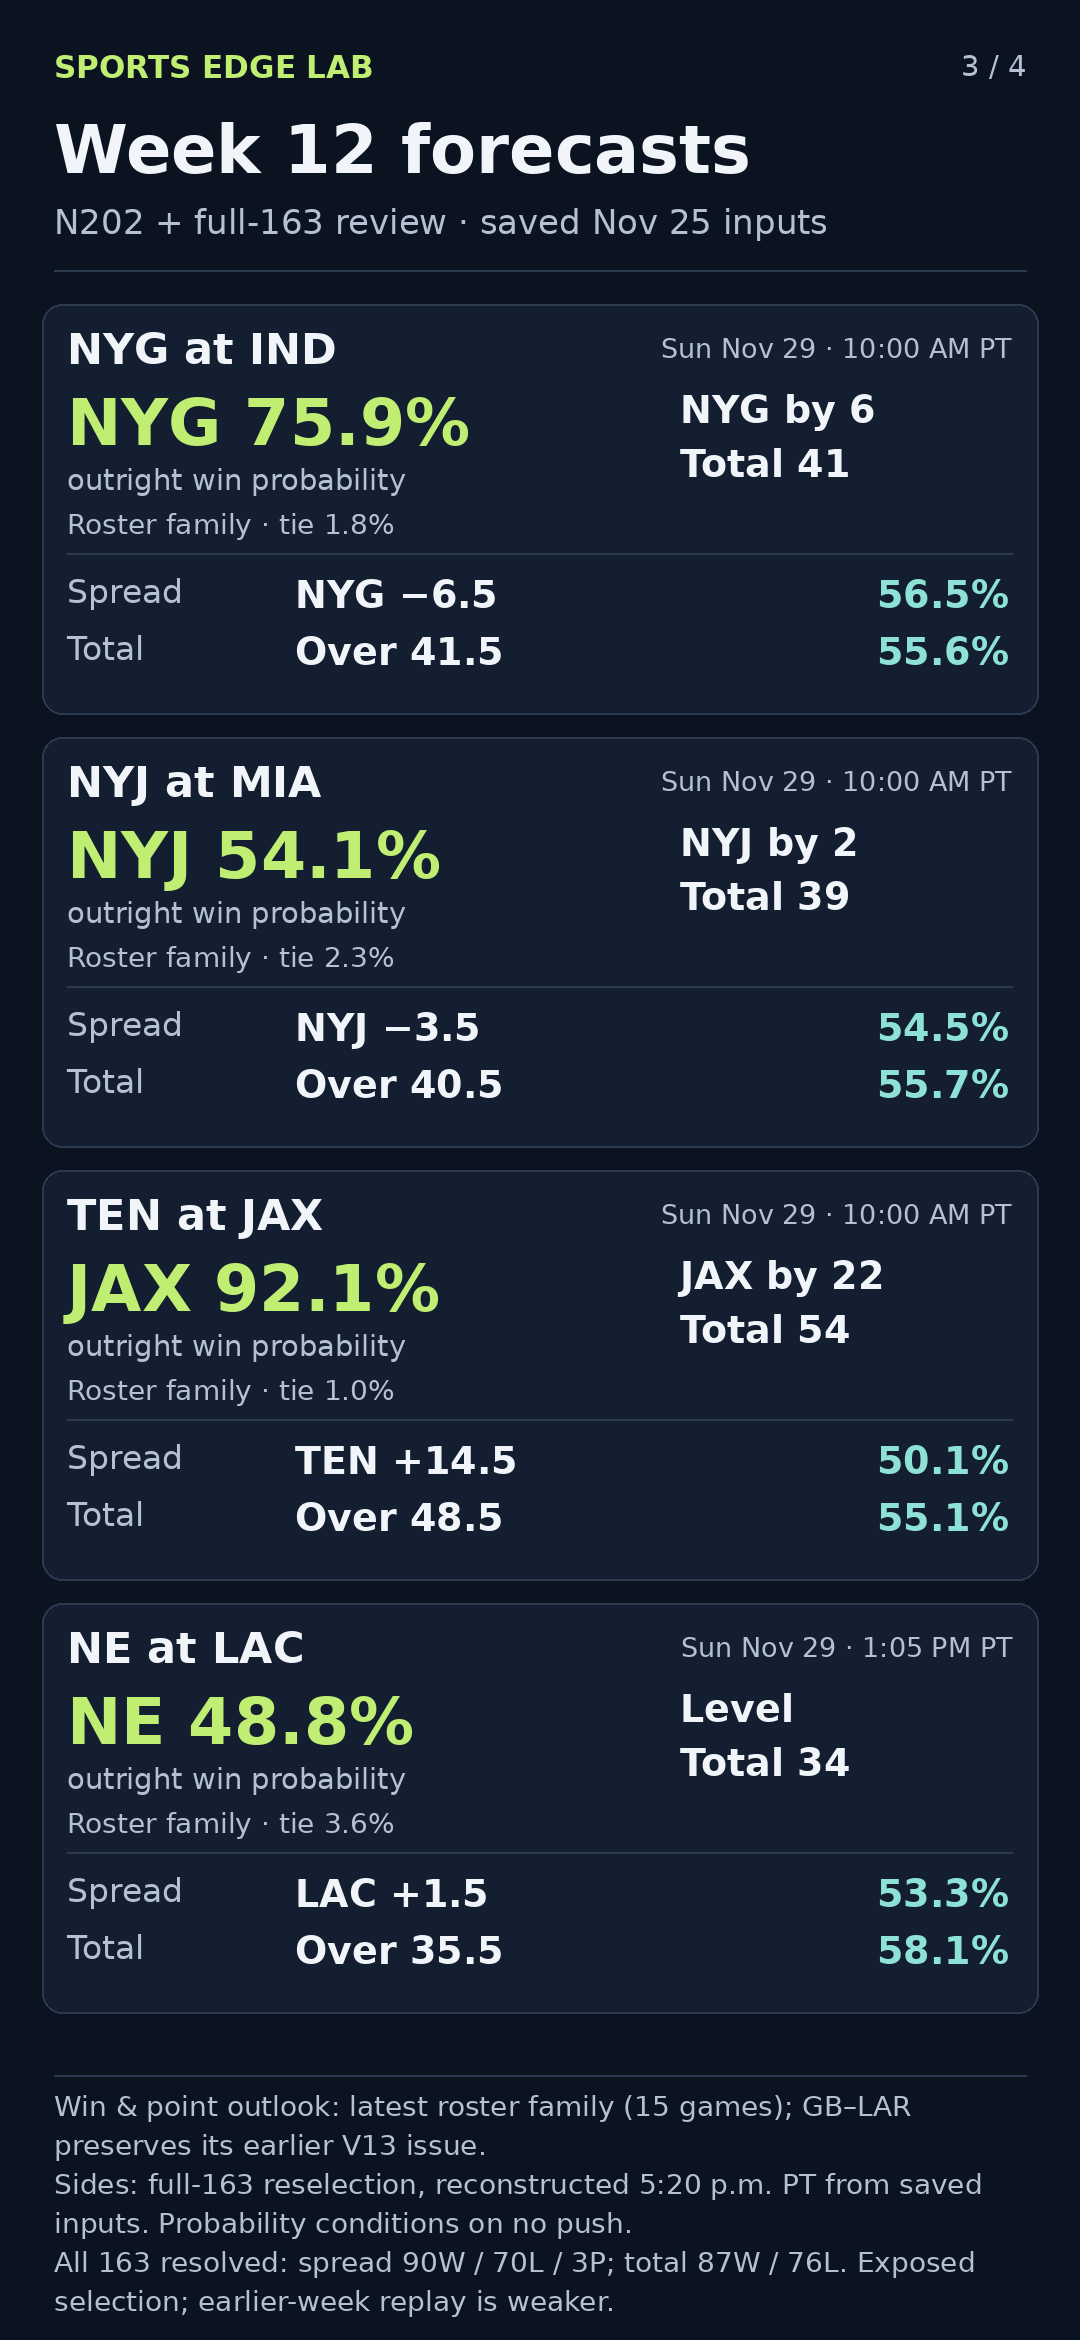 SPORTS EDGE LAB
3 / 4
Week 12 forecasts
N202 + full-163 review · saved Nov 25 inputs
NYG at IND
Sun Nov 29 · 10:00 AM PT
NYG 75.9%
NYG by 6
Total 41
outright win probability
Roster family · tie 1.8%
Spread NYG −6.5 56.5%
Total Over 41.5 55.6%
NYJ at MIA
Sun Nov 29 · 10:00 AM PT
NYJ 54.1%
NYJ by 2
Total 39
outright win probability
Roster family · tie 2.3%
Spread NYJ −3.5 54.5%
Total Over 40.5 55.7%
TEN at JAX
Sun Nov 29 · 10:00 AM PT
JAX 92.1%
JAX by 22
Total 54
outright win probability
Roster family · tie 1.0%
Spread TEN +14.5 50.1%
Total Over 48.5 55.1%
NE at LAC
Sun Nov 29 · 1:05 PM PT
NE 48.8%
Level
Total 34
outright win probability
Roster family · tie 3.6%
Spread LAC +1.5 53.3%
Total Over 35.5 58.1%
Win & point outlook: latest roster family (15 games); GB–LAR
preserves its earlier V13 issue.
Sides: full-163 reselection, reconstructed 5:20 p.m. PT from saved
inputs. Probability conditions on no push.
All 163 resolved: spread 90W / 70L / 3P; total 87W / 76L. Exposed
selection; earlier-week replay is weaker.